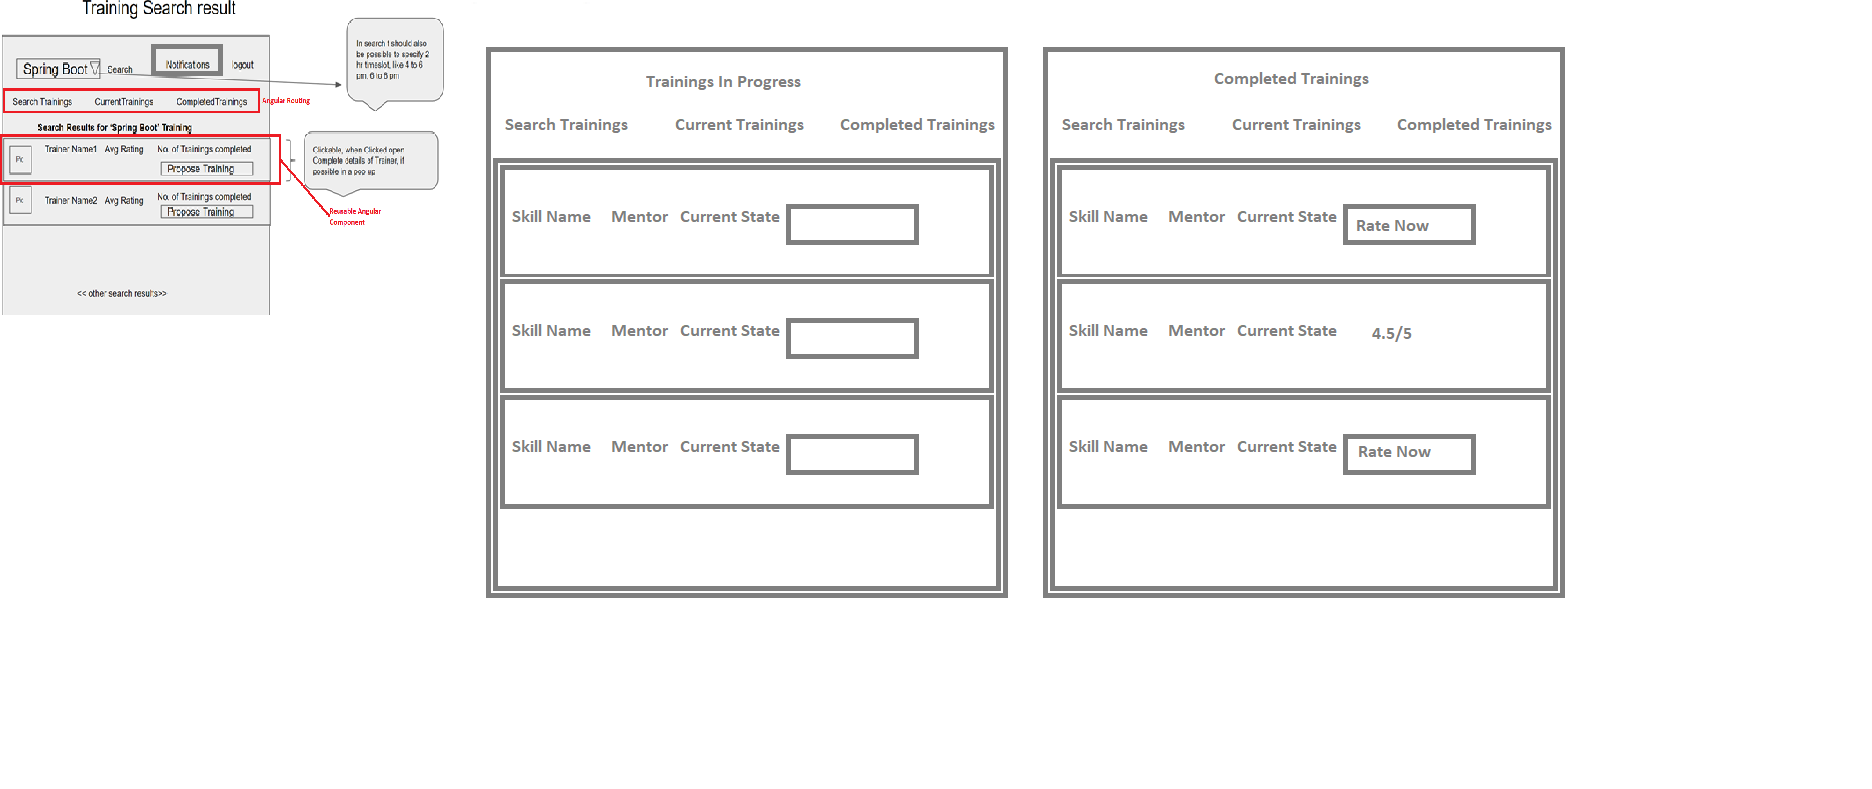 Training Search result
Spring Boot
Search
Notifications
logout
Search Trainings CurrentTrainings CompletedTrainings
Angular Routing
Search Results for 'Spring Boot' Training
Trainer Name1 Avg Rating No. of Trainings completed
Propose Training
Trainer Name2 Avg Rating No. of Trainings completed
Propose Training
<< other search results>>
be possible to specify 2
hr timeslot, like 4 to 6
pm, 6 to 8 pm
Clickable, when Clicked open
Complete details of Trainer, if
possible in a pop up
Reusable Angular
Component
Trainings In Progress
Search Trainings Current Trainings Completed Trainings
Skill Name Mentor Current State
Skill Name Mentor Current State
Skill Name Mentor Current State
Completed Trainings
Search Trainings Current Trainings Completed Trainings
Skill Name Mentor Current State Rate Now
Skill Name Mentor Current State 4.5/5
Skill Name Mentor Current State Rate Now